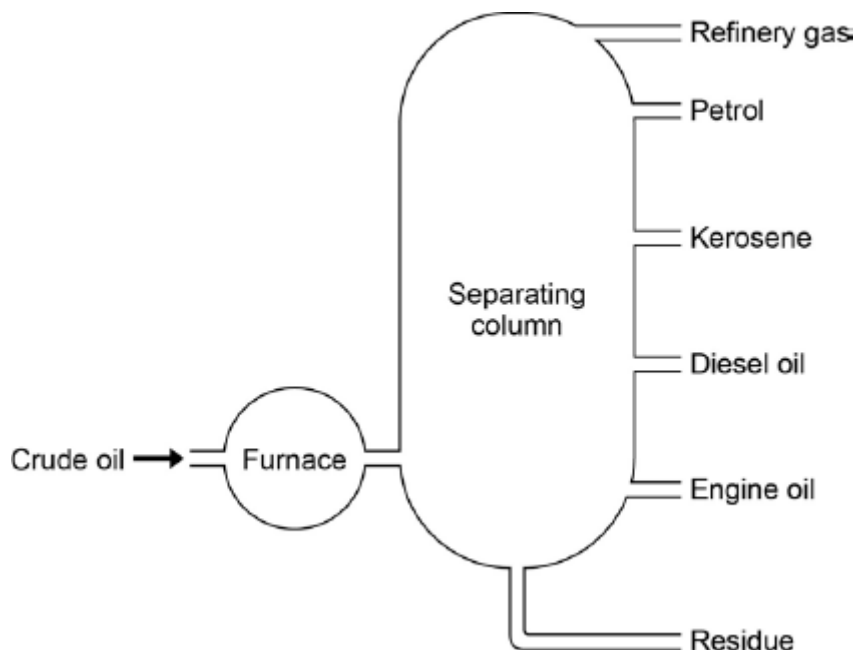 Refinery gas
Petrol
Kerosene
Separating
column
Diesel oil
Crude oil
Furnace
Engine oil
Residue